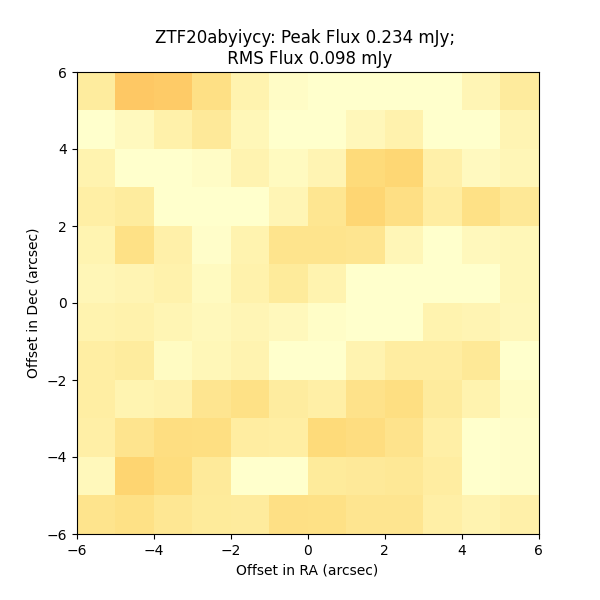 ZTF20abyiycy: Peak Flux 0.234 mJy;
RMS Flux 0.098 mJy
6
4
2
0
−2
−4
−6
Offset in Dec (arcsec)
−6 −4 −2 0 2 4 6
Offset in RA (arcsec)